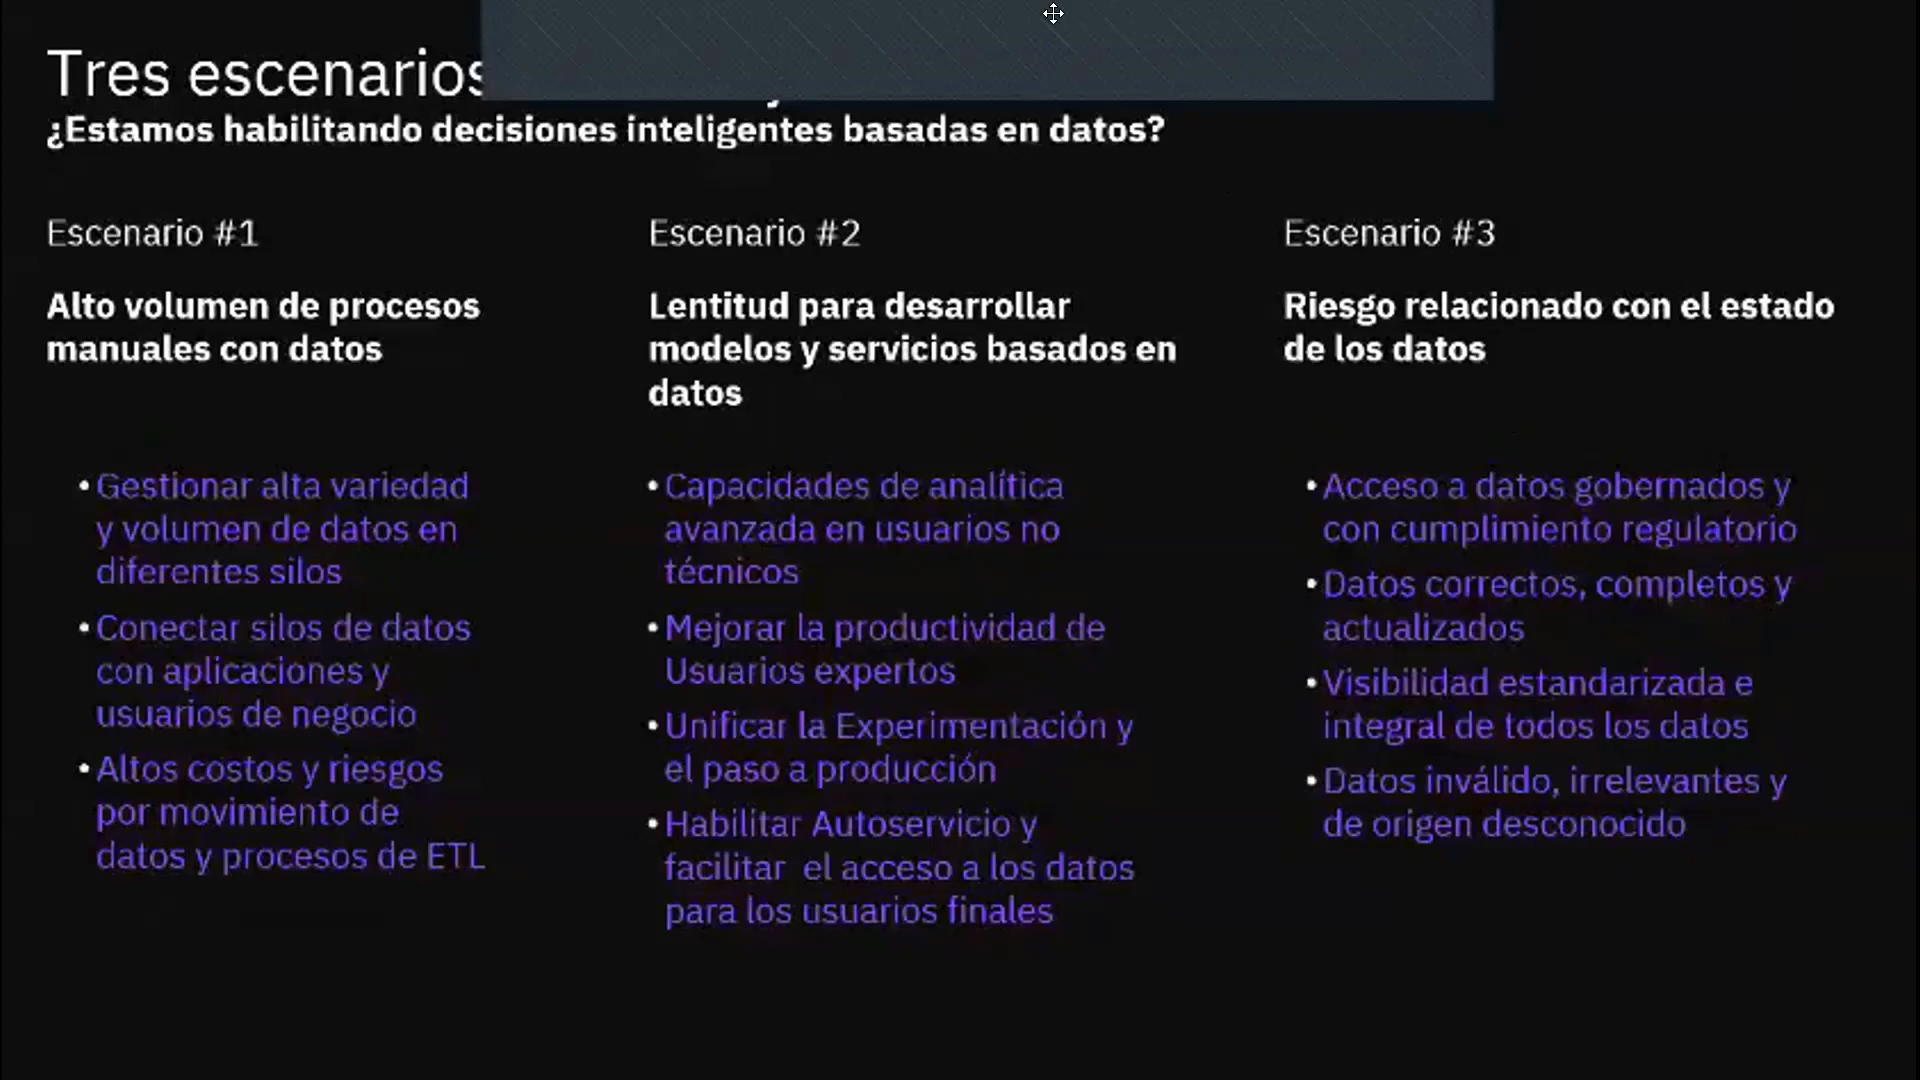 Tres escenarios
¿Estamos habilitando decisiones inteligentes basadas en datos?
Escenario #1
Alto volumen de procesos
manuales con datos
•Gestionar alta variedad
y volumen de datos en
diferentes silos
•Conectar silos de datos
con aplicaciones y
usuarios de negocio
•Altos costos y riesgos
por movimiento de
datos y procesos de ETL
Escenario #2
Lentitud para desarrollar
modelos y servicios basados en
datos
•Capacidades de analítica
avanzada en usuarios no
técnicos
•Mejorar la productividad de
Usuarios expertos
•Unificar la Experimentación y
el paso a producción
•Habilitar Autoservicio y
facilitar el acceso a los datos
para los usuarios finales
Escenario #3
Riesgo relacionado con el estado
de los datos
•Acceso a datos gobernados y
con cumplimiento regulatorio
•Datos correctos, completos y
actualizados
•Visibilidad estandarizada e
integral de todos los datos
•Datos inválido, irrelevantes y
de origen desconocido